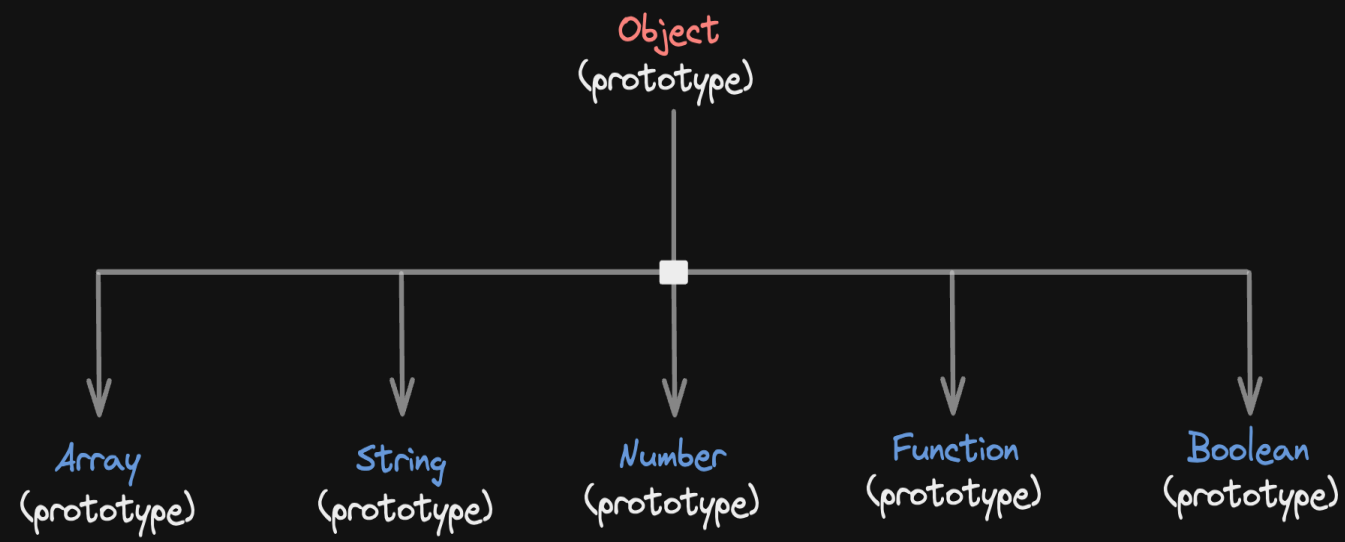 Object
(prototype)
Array
(prototype)
String
(prototype)
Number
(prototype)
Function
(prototype)
Boolean
(prototype)